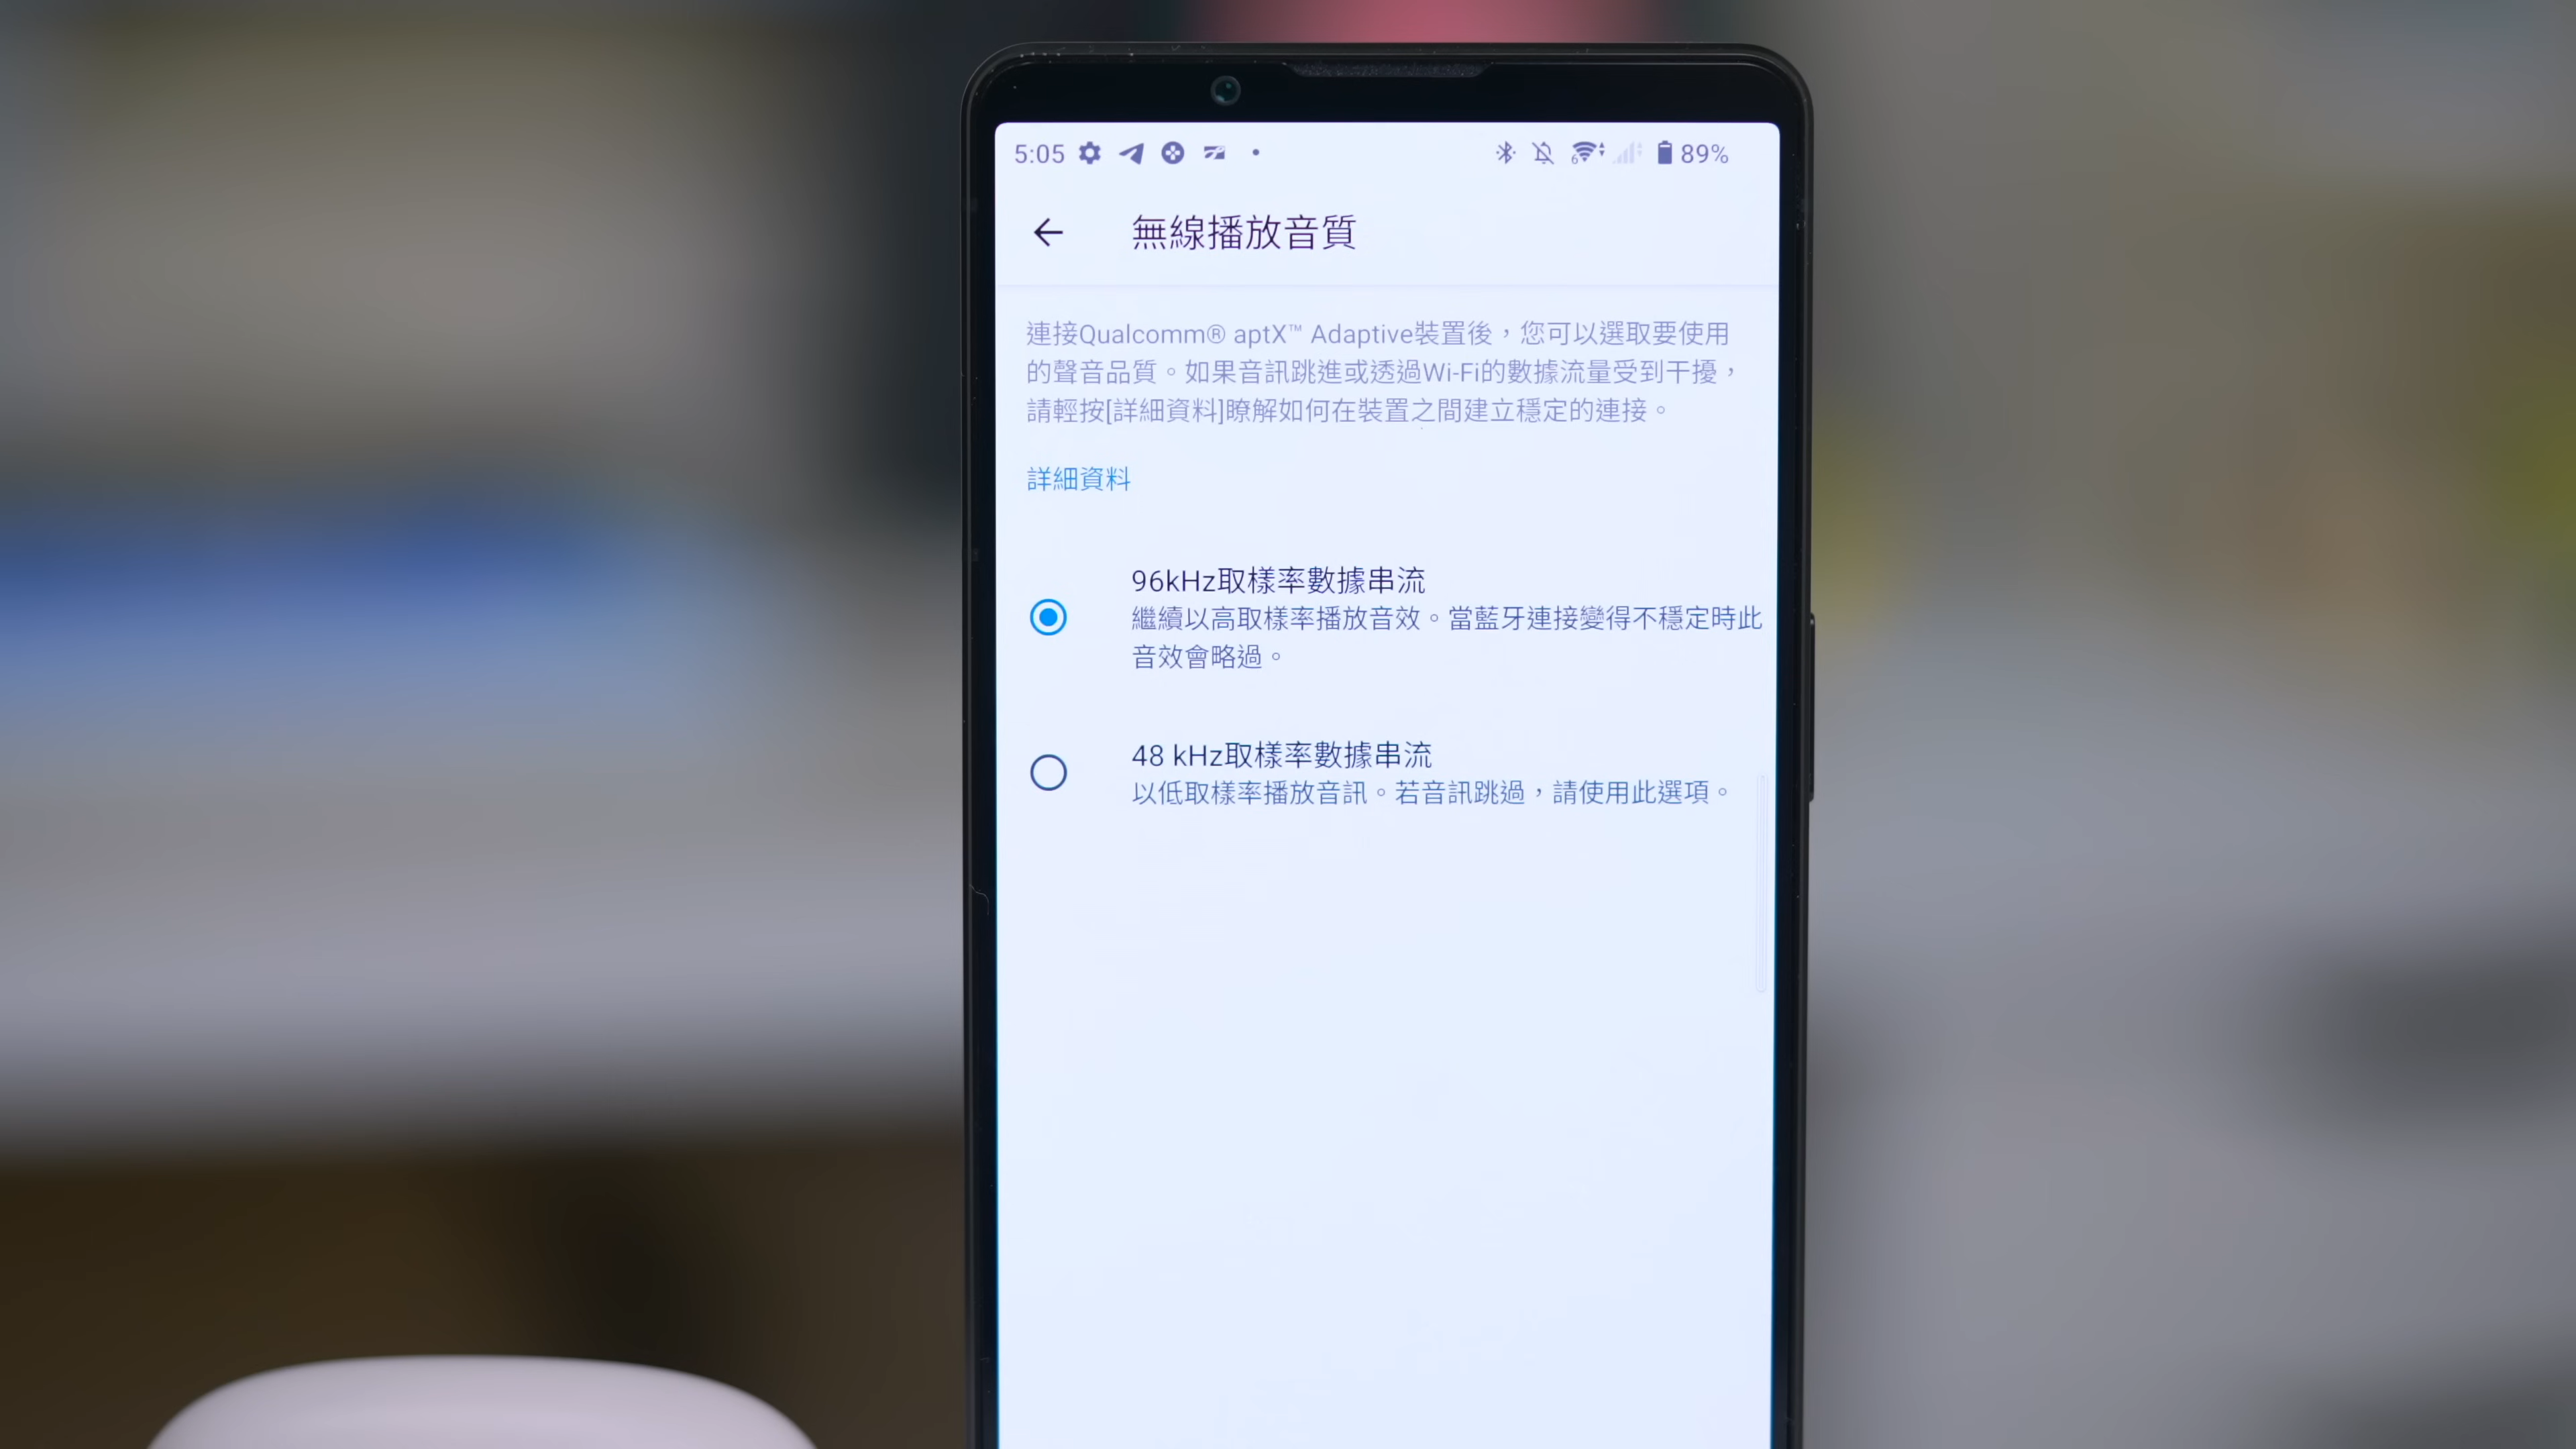 5:05
6 89%
無線播放音質
連接Qualcomm® aptX™ Adaptive裝置後，您可以選取要使用
的聲音品質。如果音訊跳進或透過Wi-Fi的數據流量受到干擾，
請輕按[詳細資料]瞭解如何在裝置之間建立穩定的連接。
詳細資料
96kHz取樣率數據串流
繼續以高取樣率播放音效。當藍牙連接變得不穩定時此
音效會略過。
48 kHz取樣率數據串流
以低取樣率播放音訊。若音訊跳過，請使用此選項。